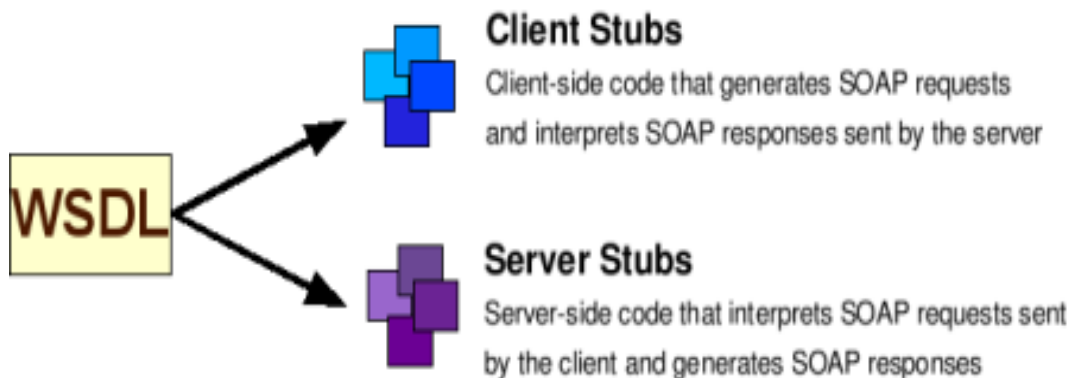 Client Stubs
Client-side code that generates SOAP requests
and interprets SOAP responses sent by the server
WSDL
Server Stubs
Server-side code that interprets SOAP requests sent
by the client and generates SOAP responses